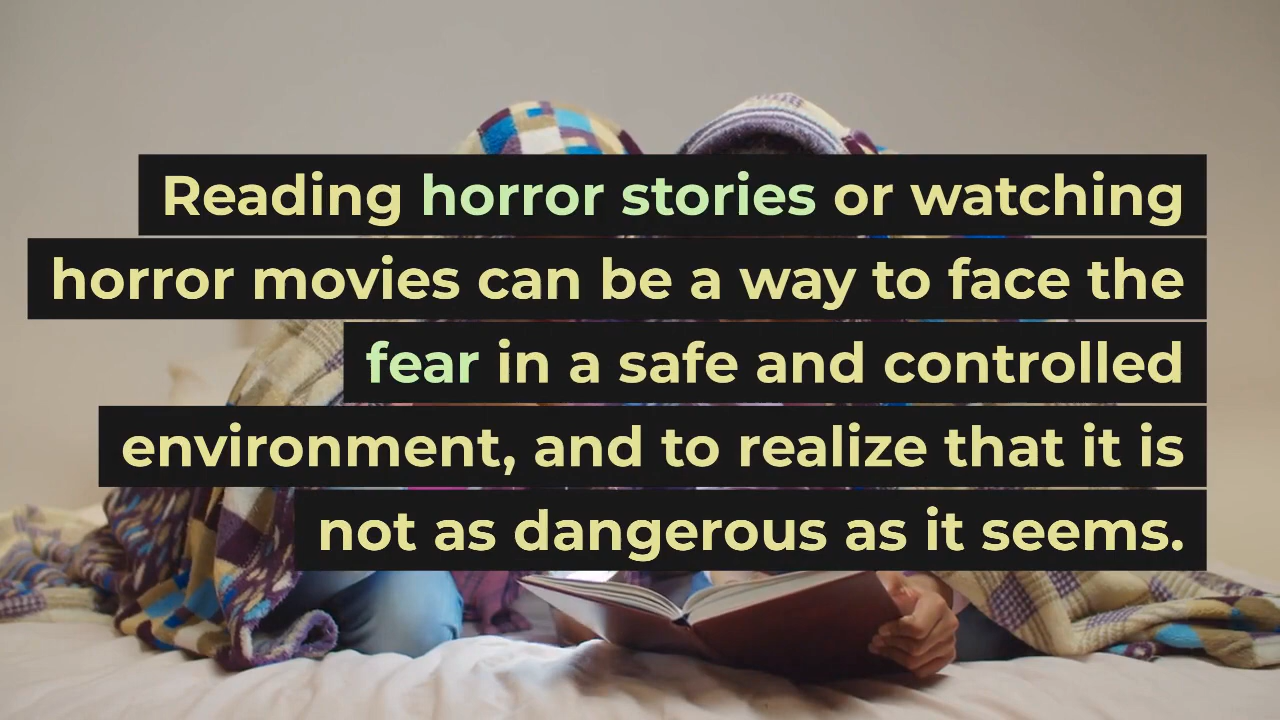 Reading horror stories or watching
horror movies can be a way to face the
fear in a safe and controlled
environment, and to realize that it is
not as dangerous as it seems.